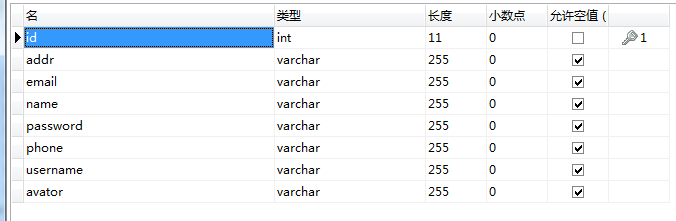 名 类型 长度 小数点 允许空值 (
id int 11 0 1
addr varchar 255 0
email varchar 255 0
name varchar 255 0
password varchar 255 0
phone varchar 255 0
username varchar 255 0
avator varchar 255 0